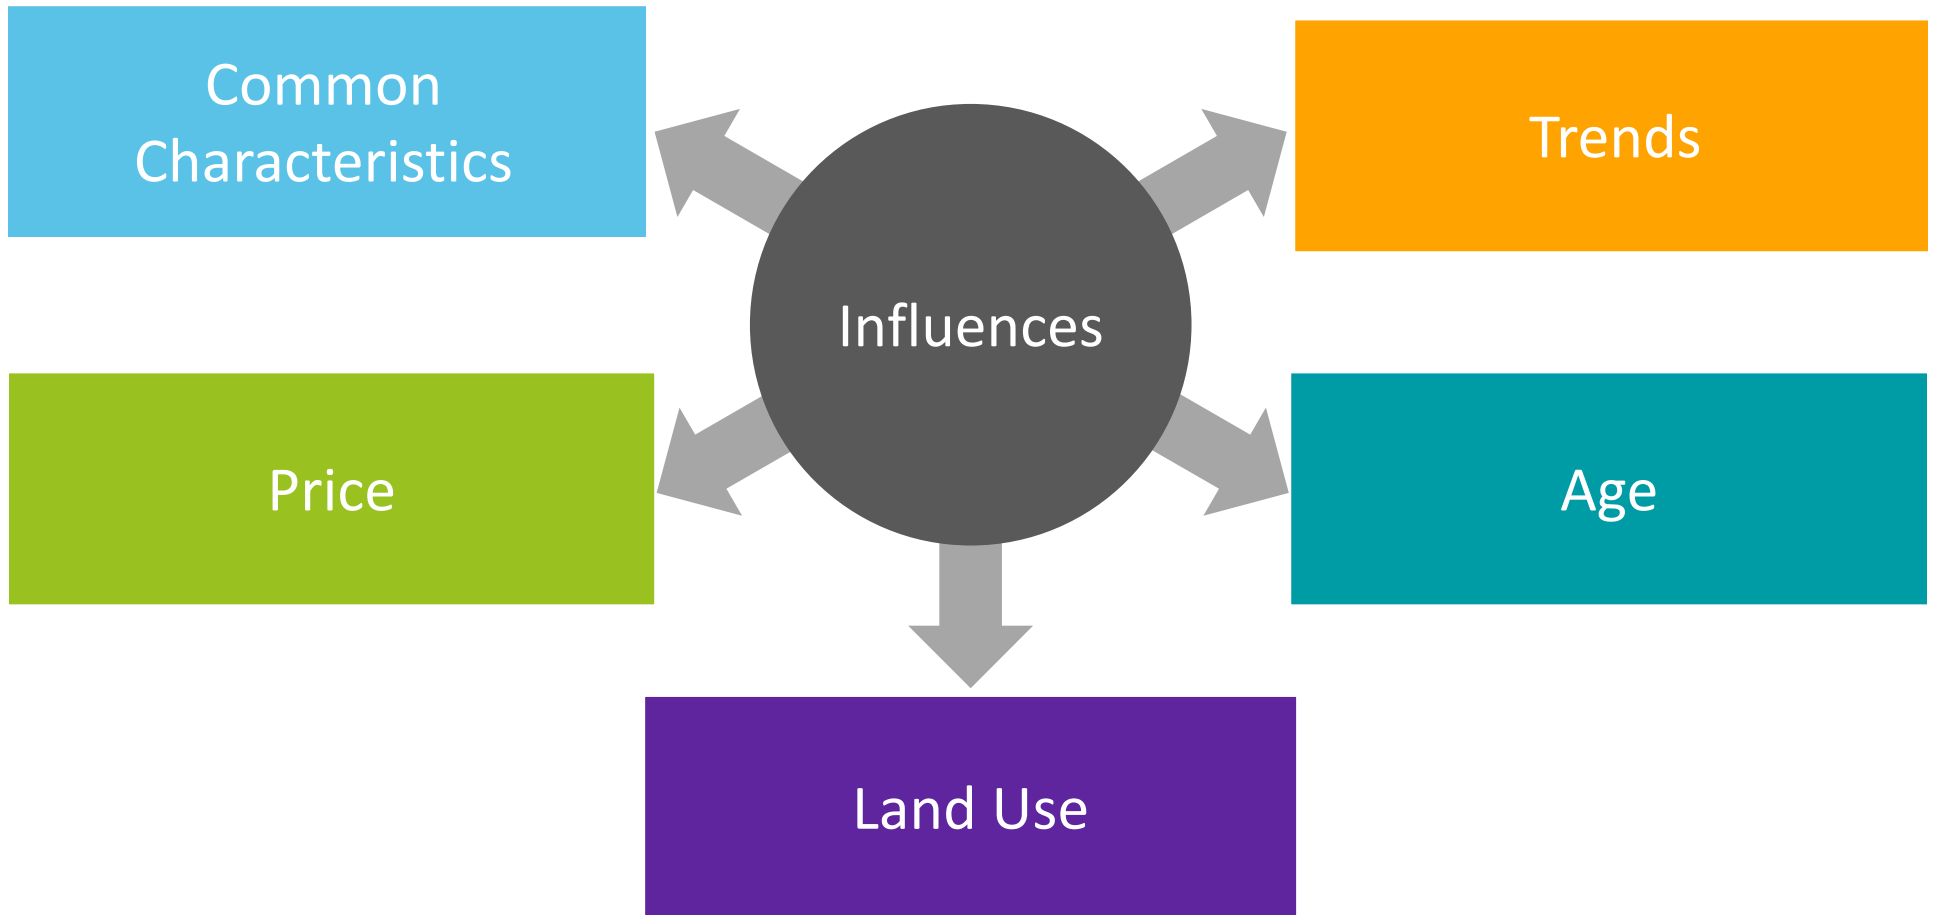 Common
Characteristics
Trends
Influences
Price
Age
Land Use